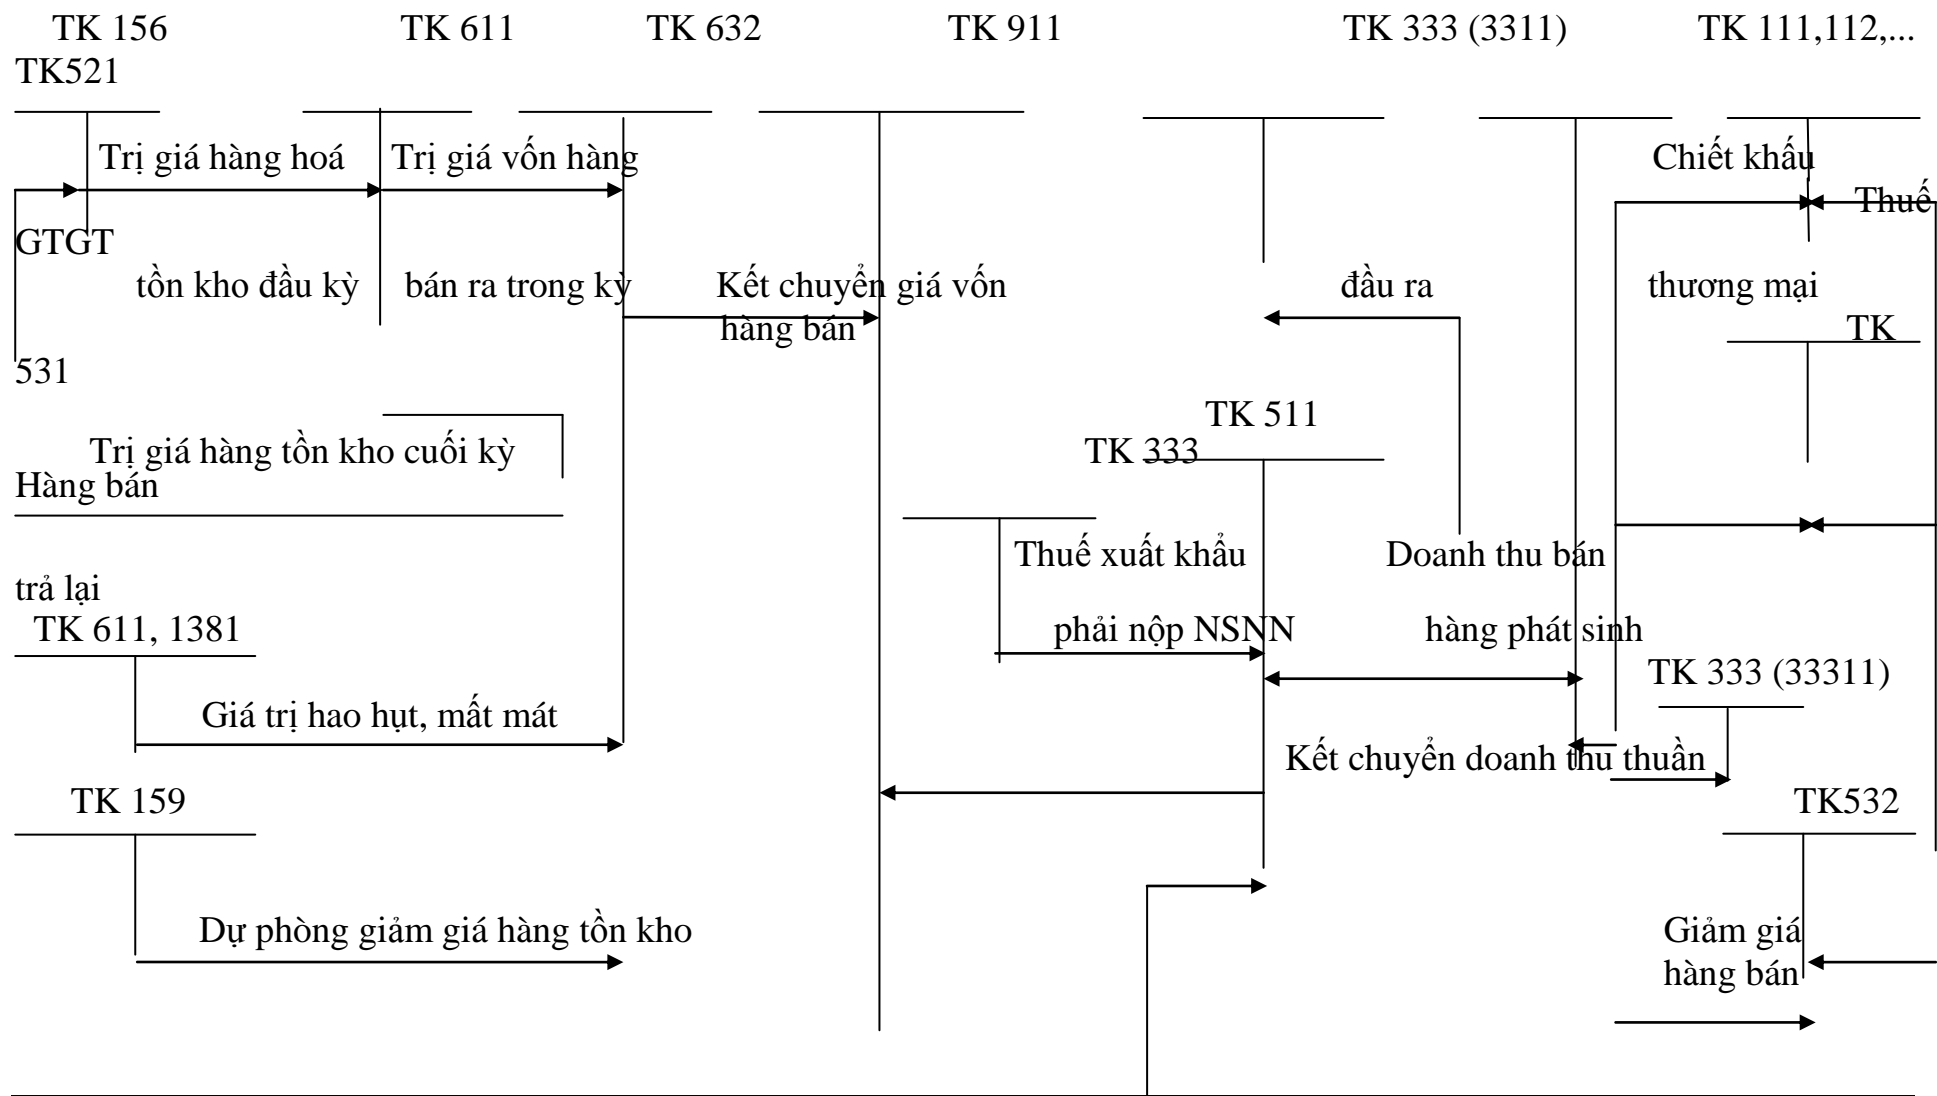 TK 156 TK 611 TK 632 TK 911 TK 333 (3311) TK 111,112,...
TK521
Trị giá hàng hoá Trị giá vốn hàng Chiết khấu
Thuế
GTGT
tồn kho đầu kỳ bán ra trong kỳ Kết chuyển giá vốn đầu ra thương mại
hàng bán TK
531
TK 511
Trị giá hàng tồn kho cuối kỳ TK 333
Hàng bán
Thuế xuất khẩu Doanh thu bán
trả lại
TK 611, 1381 phải nộp NSNN hàng phát sinh
TK 333 (33311)
Giá trị hao hụt, mất mát
Kết chuyển doanh thu thuần
TK 159 TK532
Dự phòng giảm giá hàng tồn kho Giảm giá
hàng bán